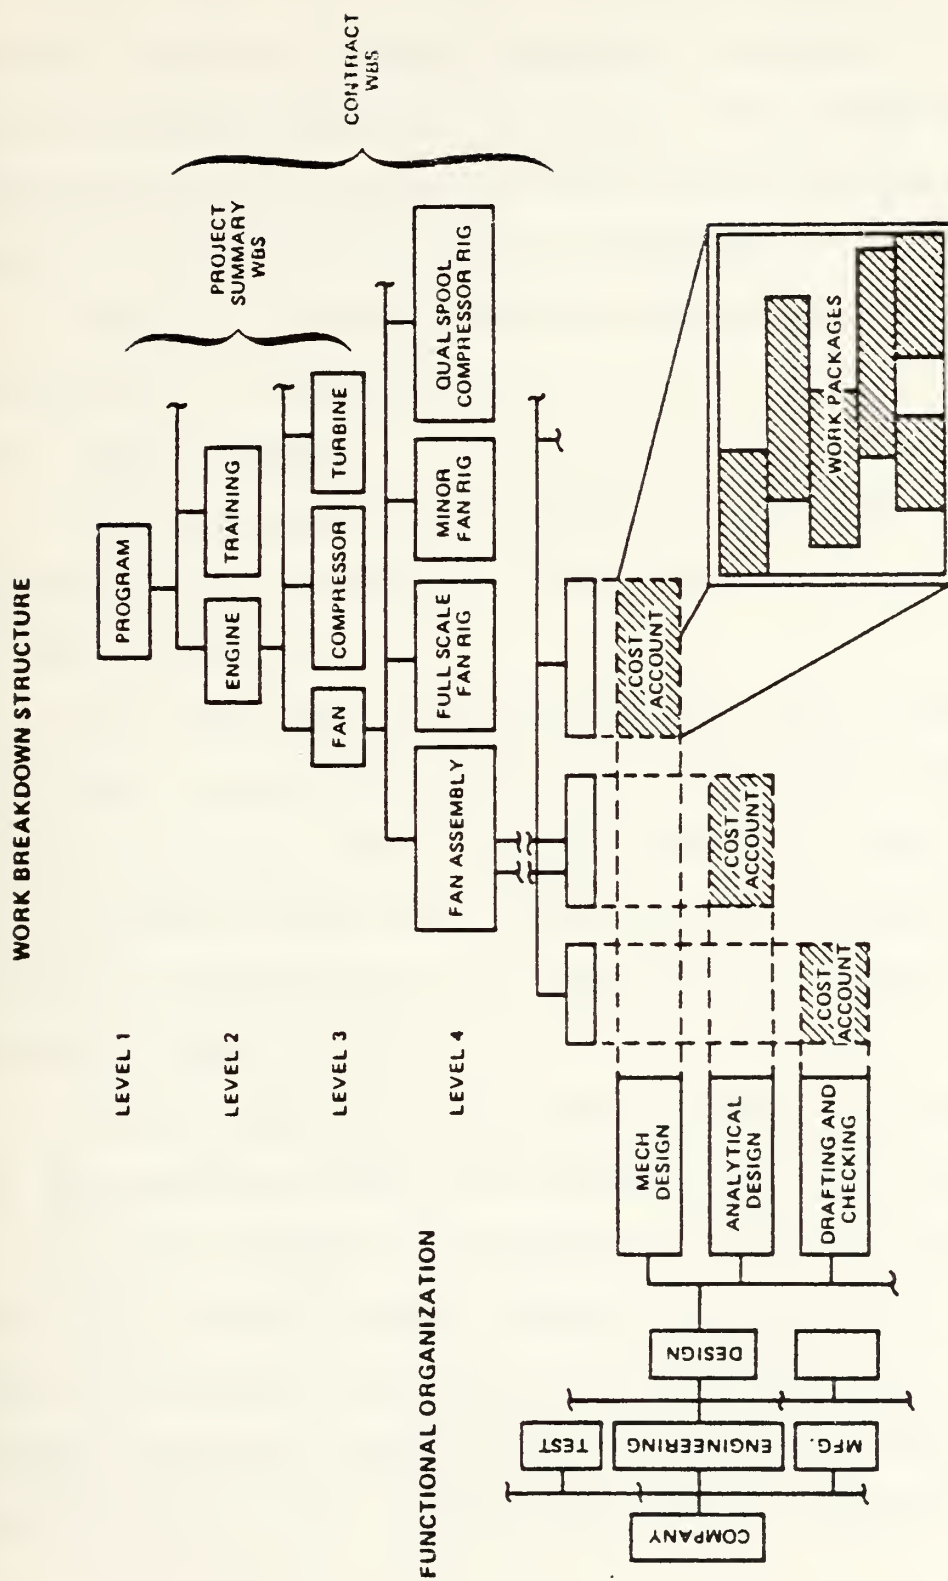 WORK BREAKDOWN STRUCTURE
CONTRACT
WBS
PROJECT
SUMMARY
WBS
LEVEL 1
PROGRAM
LEVEL 2
ENGINE
TRAINING
LEVEL 3
FAN
COMPRESSOR
TURBINE
LEVEL 4
FAN ASSEMBLY
FULL SCALE
FAN RIG
MINOR
FAN RIG
QUAL SPOOL
COMPRESSOR RIG
FUNCTIONAL ORGANIZATION
COMPANY
TEST
ENGINEERING
MFG.
DESIGN
MECH
DESIGN
ANALYTICAL
DESIGN
DRAFTING AND
CHECKING
COST
ACCOUNT
COST
ACCOUNT
COST
ACCOUNT
WORK PACKAGES